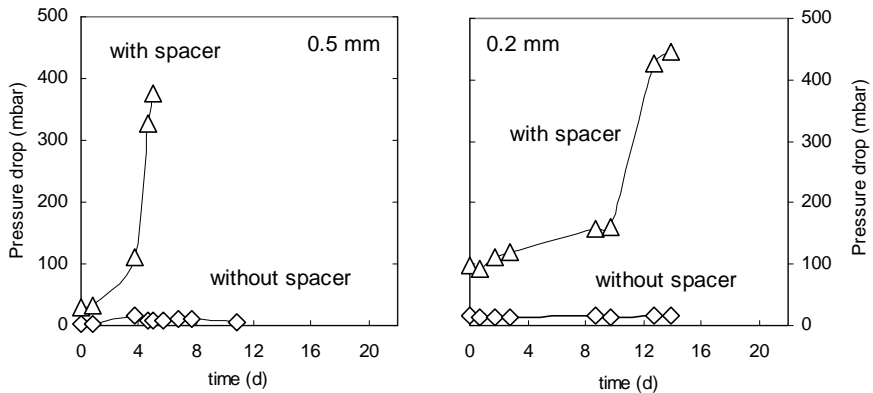 500
400
300
200
100
0
Pressure drop (mbar)
with spacer
0.5 mm
without spacer
0 4 8 12 16 20
time (d)
0.2 mm
with spacer
without spacer
0 4 8 12 16 20
time (d)
500
400
300
200
100
0
Pressure drop (mbar)